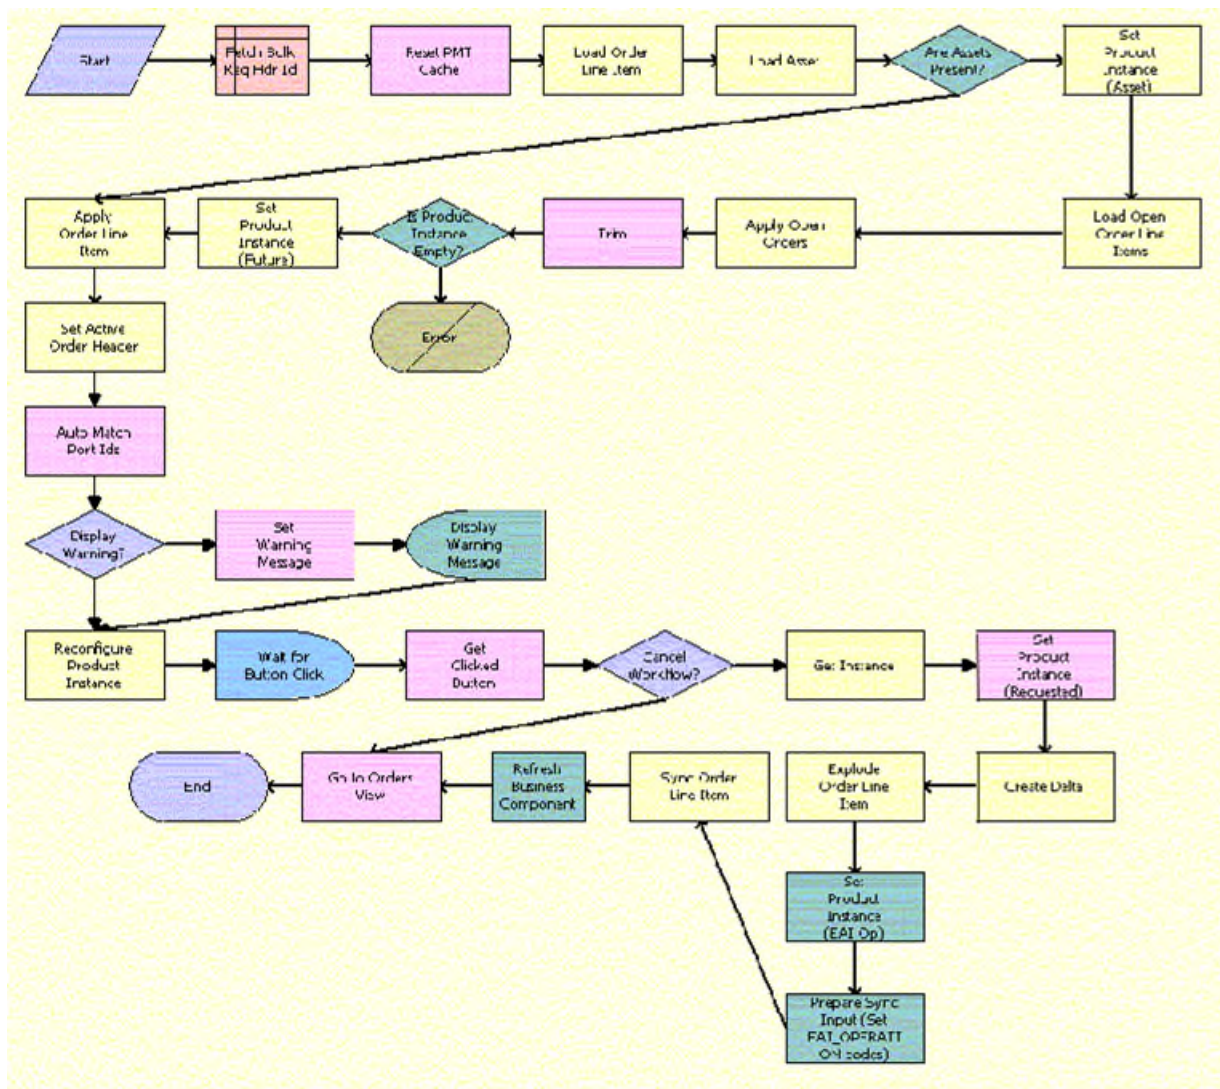 Start
Fetch Bulk
Req Hdr Id
Reset PMT
Cache
Load Order
Line Item
Load Asset
Are Assets
Present?
Set
Product
Instance
(Asset)
Apply
Order Line
Item
Set
Product
Instance
(Future)
Is Product
Instance
Empty?
Trim
Apply Open
Orders
Load Open
Order Line
Items
Set Active
Order Header
Error
Auto Match
Port Ids
Display
Warning?
Set
Warning
Message
Display
Warning
Message
Reconfigure
Product
Instance
Wait for
Button Click
Get
Clicked
Button
Cancel
Workflow?
Get Instance
Set
Product
Instance
(Requested)
End
Go to Orders
View
Refresh
Business
Component
Sync Order
Line Item
Explode
Order Line
Item
Create Delta
Set
Product
Instance
(EAI Op)
Prepare Sync
Input (Set
EAI_OPERATI
ON codes)